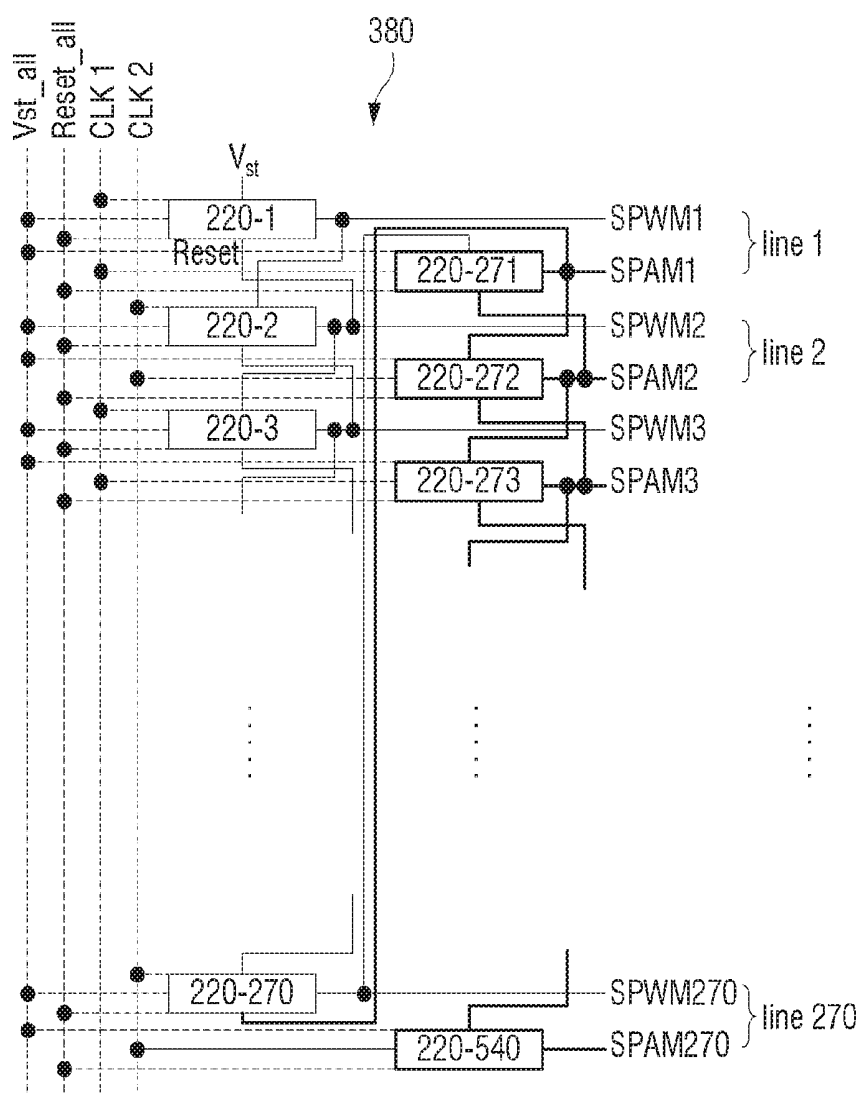 380
Vst_all
Reset_all
CLK 1
CLK 2
Vst
220-1
SPWM1
line 1
Reset
220-271
SPAM1
220-2
SPWM2
line 2
220-272
SPAM2
220-3
SPWM3
220-273
SPAM3
220-270
SPWM270
line 270
220-540
SPAM270